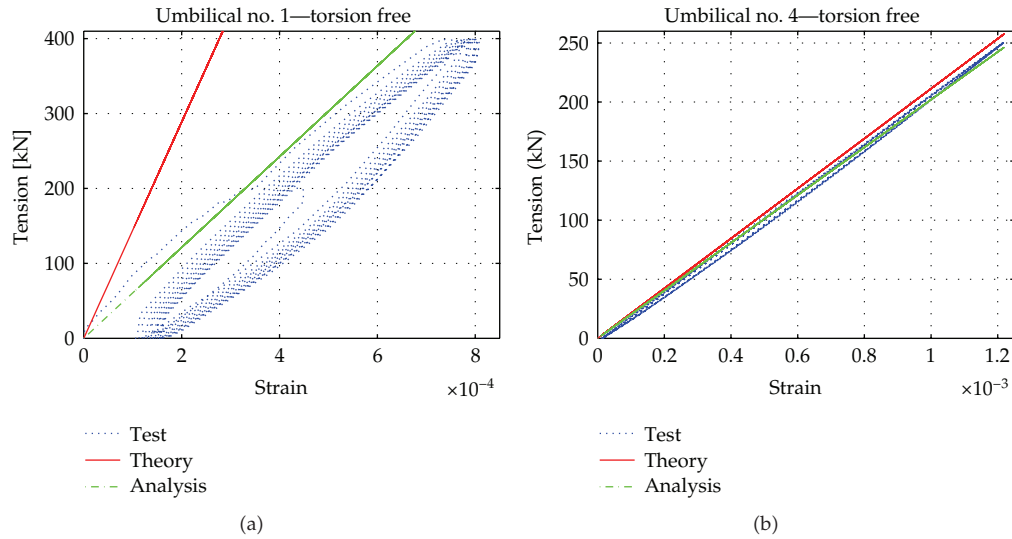 Umbilical no. 1—torsion free
400
300
200
100
0
Tension [kN]
0 2 4 6 8
Strain
×10⁻⁴
Test
Theory
Analysis
(a)
Umbilical no. 4—torsion free
250
200
150
100
50
0
Tension (kN)
0 0.2 0.4 0.6 0.8 1 1.2
Strain
×10⁻³
Test
Theory
Analysis
(b)